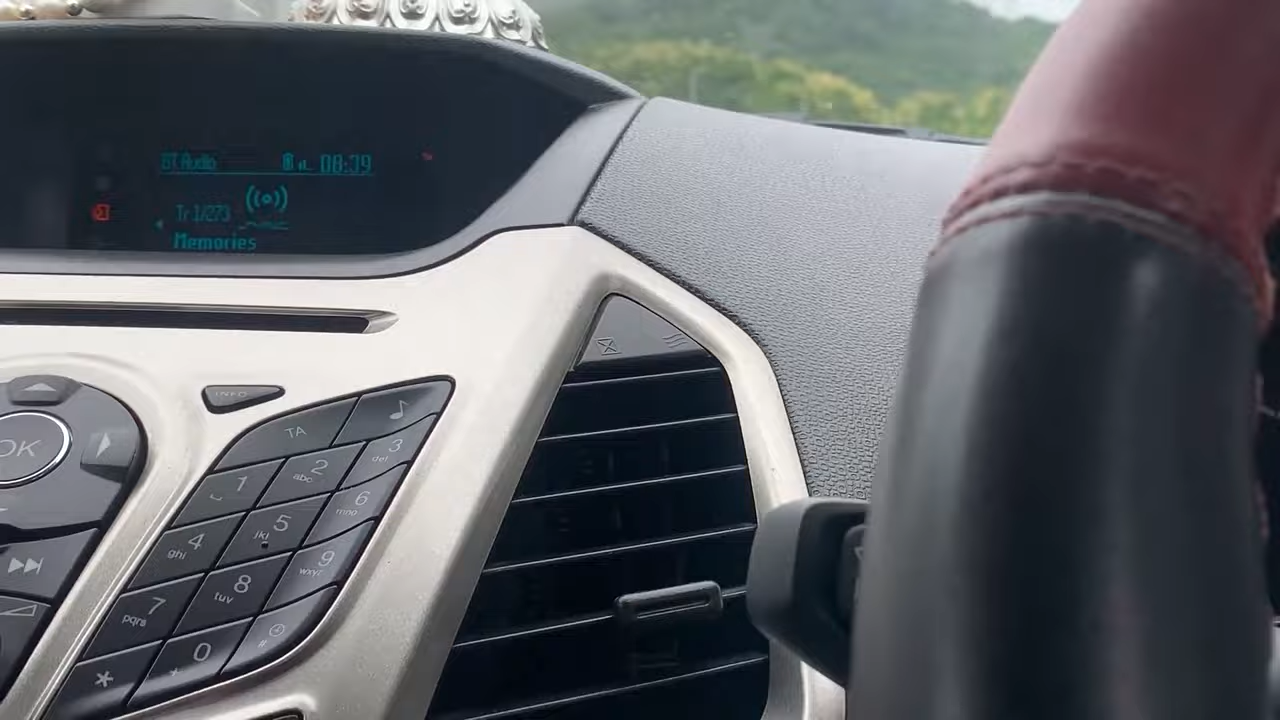 BT Audio 08:39
Tr 1/273
Memories
INFO
OK
TA
1
abc 2
def 3
ghi 4
jkl 5
mno 6
pqrs 7
tuv 8
wxyz 9
*
+ 0
#